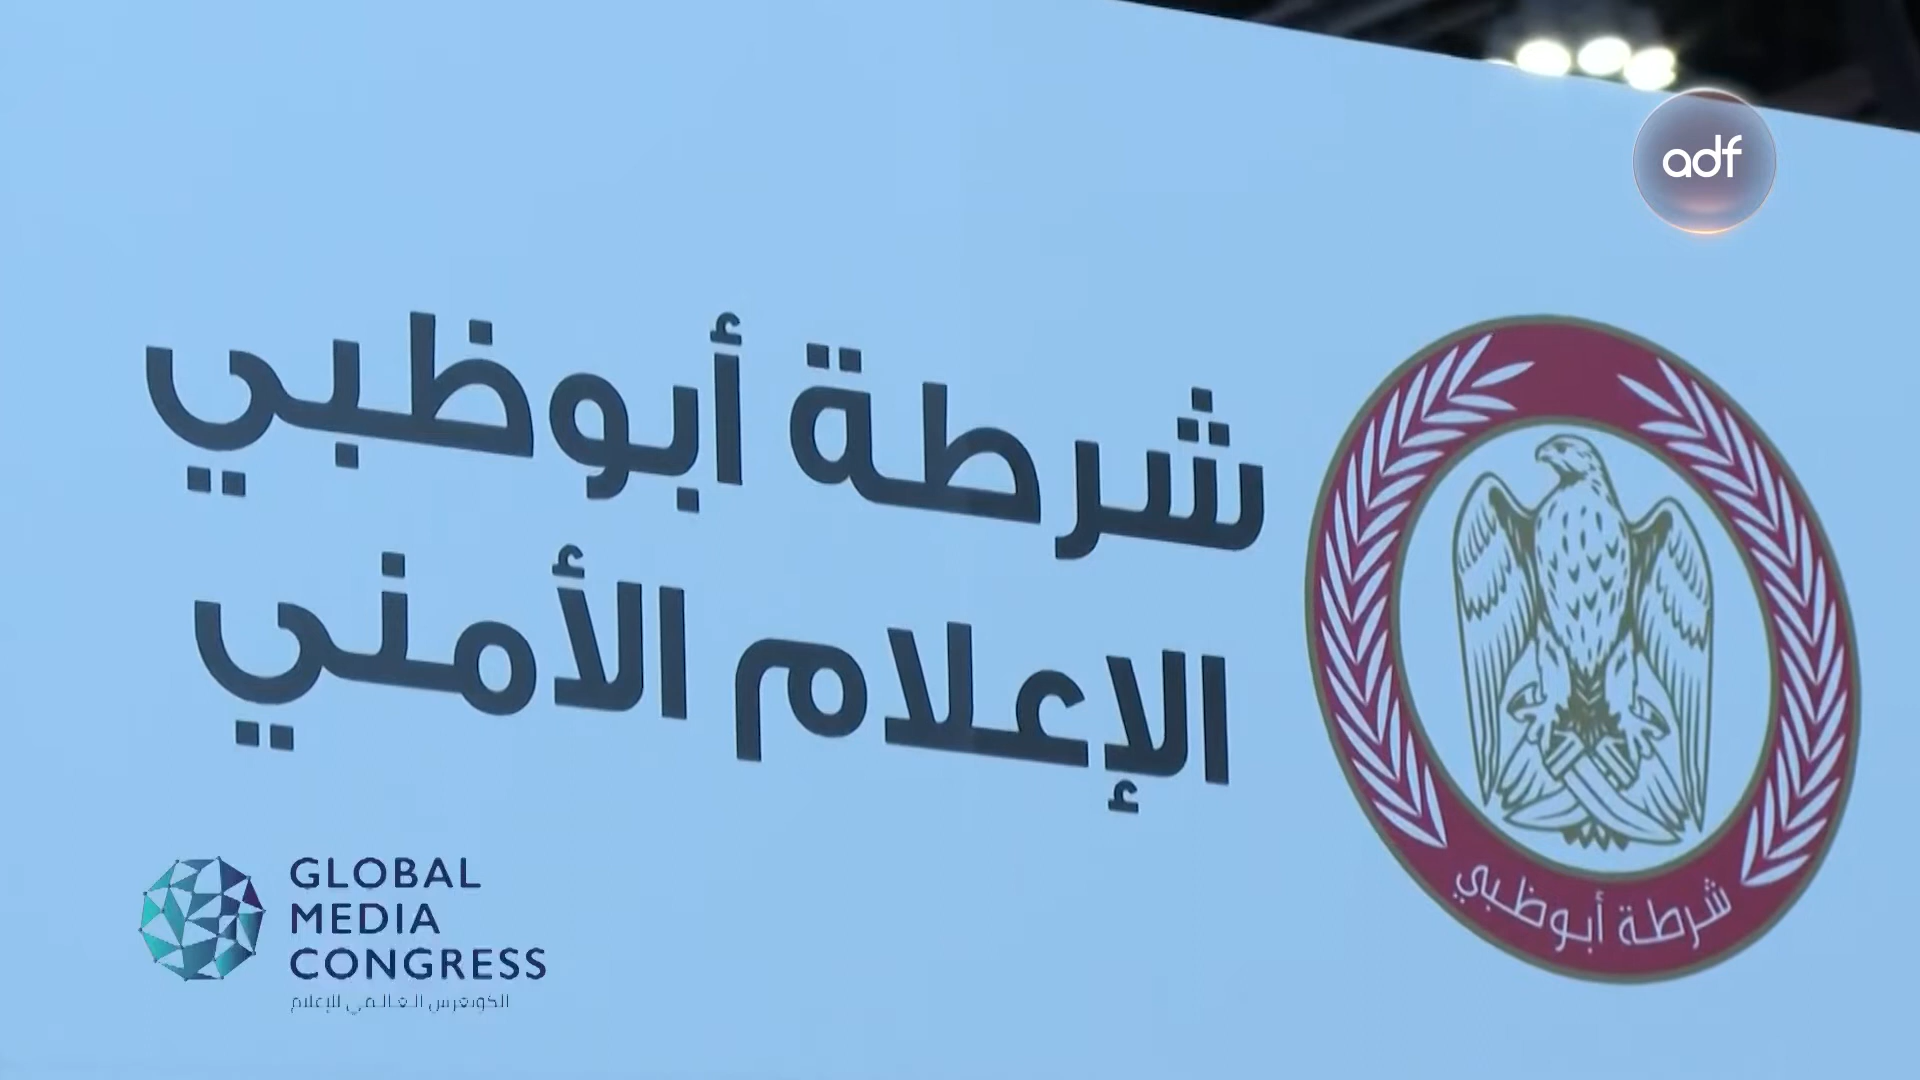 adf
شرطة أبوظبي
الإعلام الأمني
شرطة أبوظبي
GLOBAL
MEDIA
CONGRESS
الكونغرس العالمي للإعلام